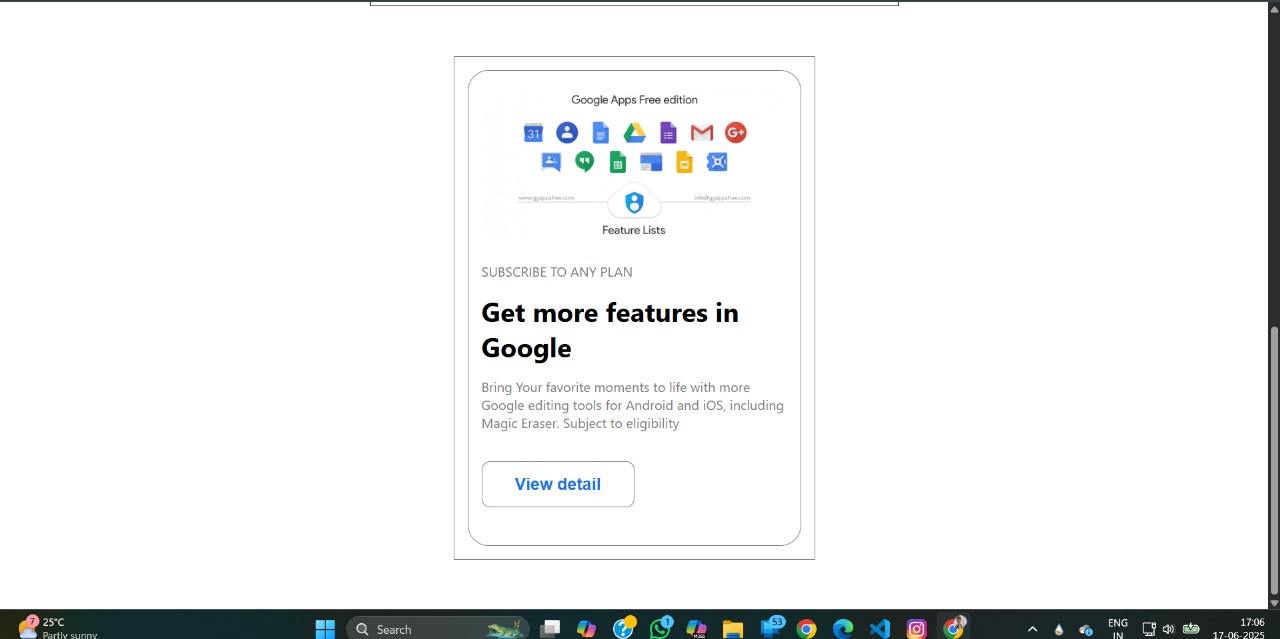 Google Apps Free edition
31
G+
www.ggappsfree.com
info@ggappsfree.com
Feature Lists
SUBSCRIBE TO ANY PLAN
Get more features in
Google
Bring Your favorite moments to life with more
Google editing tools for Android and iOS, including
Magic Eraser. Subject to eligibility
View detail
7
25°C
Partly sunny
Search
1
M365
53
ENG
IN
17:06
17-06-2025